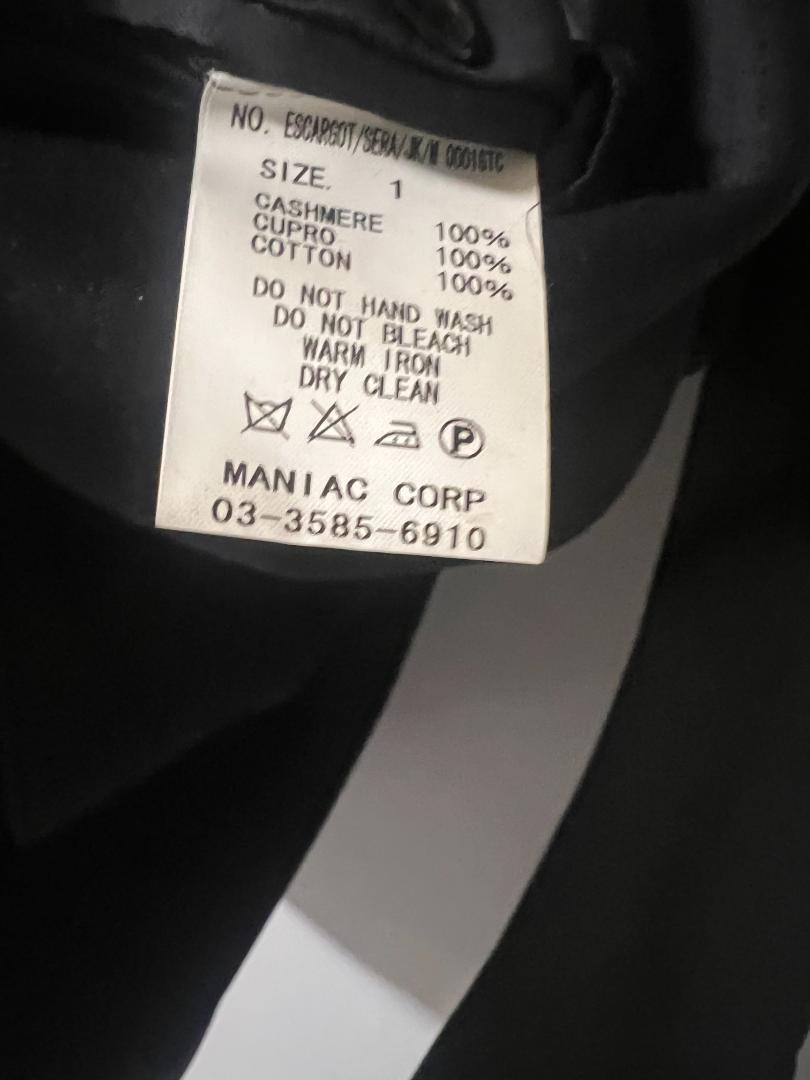 NO. ESCARGOT/SERA/JK/M 00016TC
SIZE. 1
CASHMERE 100%
CUPRO 100%
COTTON 100%
DO NOT HAND WASH
DO NOT BLEACH
WARM IRON
DRY CLEAN
P
MANIAC CORP
03-3585-6910